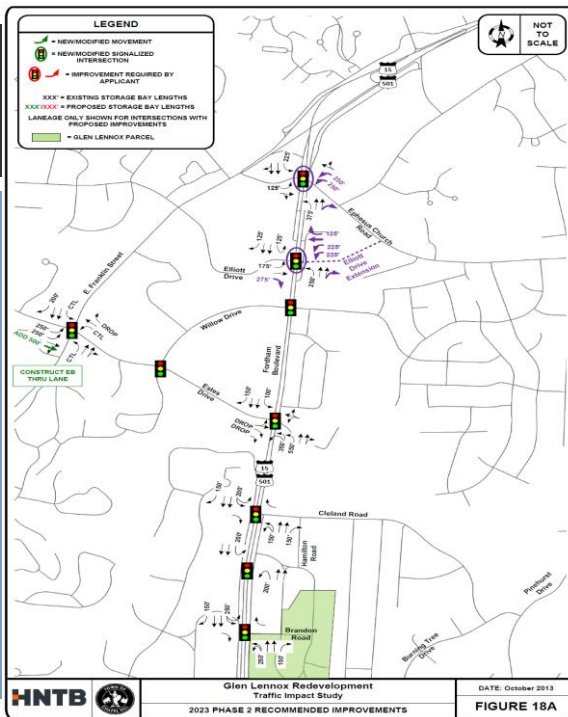 LEGEND
= NEW/MODIFIED MOVEMENT
= NEW/MODIFIED SIGNALIZED
INTERSECTION
= IMPROVEMENT REQUIRED BY
APPLICANT
XXX' = EXISTING STORAGE BAY LENGTHS
XXX'/XXX' = PROPOSED STORAGE BAY LENGTHS
LANEAGE ONLY SHOWN FOR INTERSECTIONS WITH
PROPOSED IMPROVEMENTS
= GLEN LENNOX PARCEL
N
NOT
TO
SCALE
15
501
225'
125'
250'
250'
375'
Ephesus Church
Road
125'
125'
125'
225'
225'
175'
275'
250'
Elliott
Drive
Elliott
Drive
Extension
E. Franklin Street
200'
CTL
DROP
250'
250'
ADD 500'
CTL
CTL
CONSTRUCT EB
THRU LANE
Willow Drive
Fordham
Boulevard
Estes
Drive
150'
100'
DROP
DROP
350'
550'
15
501
150'
200'
Cleland Road
150'
150'
Hamilton
Road
200'
200'
150'
250'
Brandon
Road
250'
150'
Pinehurst
Drive
Burning Tree
Drive
HNTB
Glen Lennox Redevelopment
Traffic Impact Study
2023 PHASE 2 RECOMMENDED IMPROVEMENTS
DATE: October 2013
FIGURE 18A